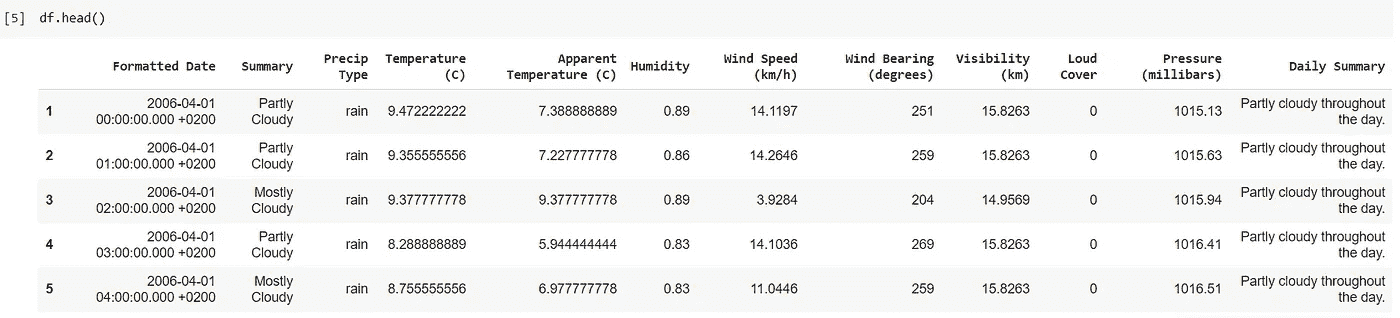 [5] df.head()
Formatted Date Summary Precip Type Temperature (C) Apparent Temperature (C) Humidity Wind Speed (km/h) Wind Bearing (degrees) Visibility (km) Loud Cover Pressure (millibars) Daily Summary
1 2006-04-01 00:00:00.000 +0200 Partly Cloudy rain 9.472222222 7.388888889 0.89 14.1197 251 15.8263 0 1015.13 Partly cloudy throughout the day.
2 2006-04-01 01:00:00.000 +0200 Partly Cloudy rain 9.355555556 7.227777778 0.86 14.2646 259 15.8263 0 1015.63 Partly cloudy throughout the day.
3 2006-04-01 02:00:00.000 +0200 Mostly Cloudy rain 9.377777778 9.377777778 0.89 3.9284 204 14.9569 0 1015.94 Partly cloudy throughout the day.
4 2006-04-01 03:00:00.000 +0200 Partly Cloudy rain 8.288888889 5.944444444 0.83 14.1036 269 15.8263 0 1016.41 Partly cloudy throughout the day.
5 2006-04-01 04:00:00.000 +0200 Mostly Cloudy rain 8.755555556 6.977777778 0.83 11.0446 259 15.8263 0 1016.51 Partly cloudy throughout the day.